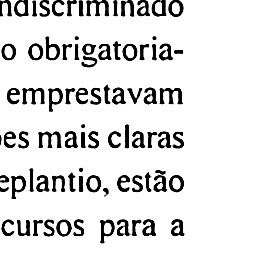 ndiscriminado
o obrigatoria-
emprestavam
es mais claras
eplantio, estão
cursos para a